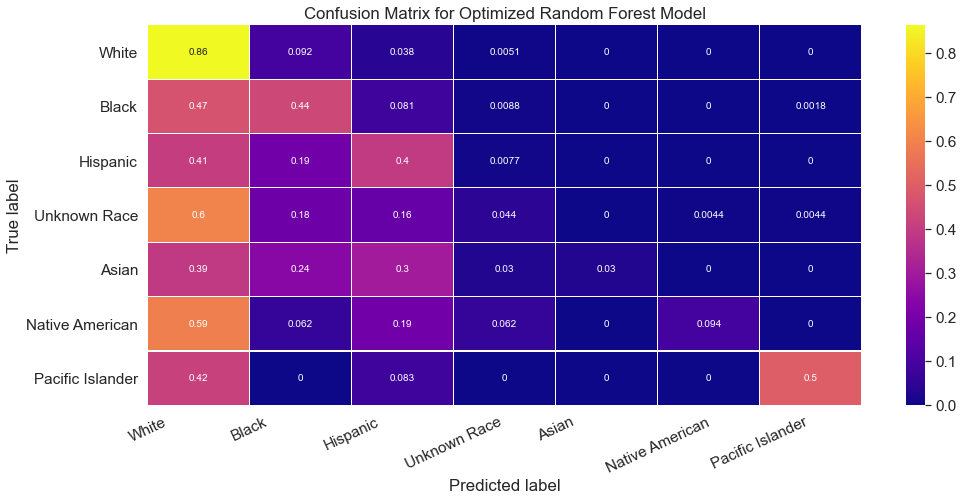 Confusion Matrix for Optimized Random Forest Model
White 0.86 0.092 0.038 0.0051 0 0 0
Black 0.47 0.44 0.081 0.0088 0 0 0.0018
Hispanic 0.41 0.19 0.4 0.0077 0 0 0
Unknown Race 0.6 0.18 0.16 0.044 0 0.0044 0.0044
Asian 0.39 0.24 0.3 0.03 0.03 0 0
Native American 0.59 0.062 0.19 0.062 0 0.094 0
Pacific Islander 0.42 0 0.083 0 0 0 0.5
True label
White Black Hispanic Unknown Race Asian Native American Pacific Islander
Predicted label
0.8
0.7
0.6
0.5
0.4
0.3
0.2
0.1
0.0